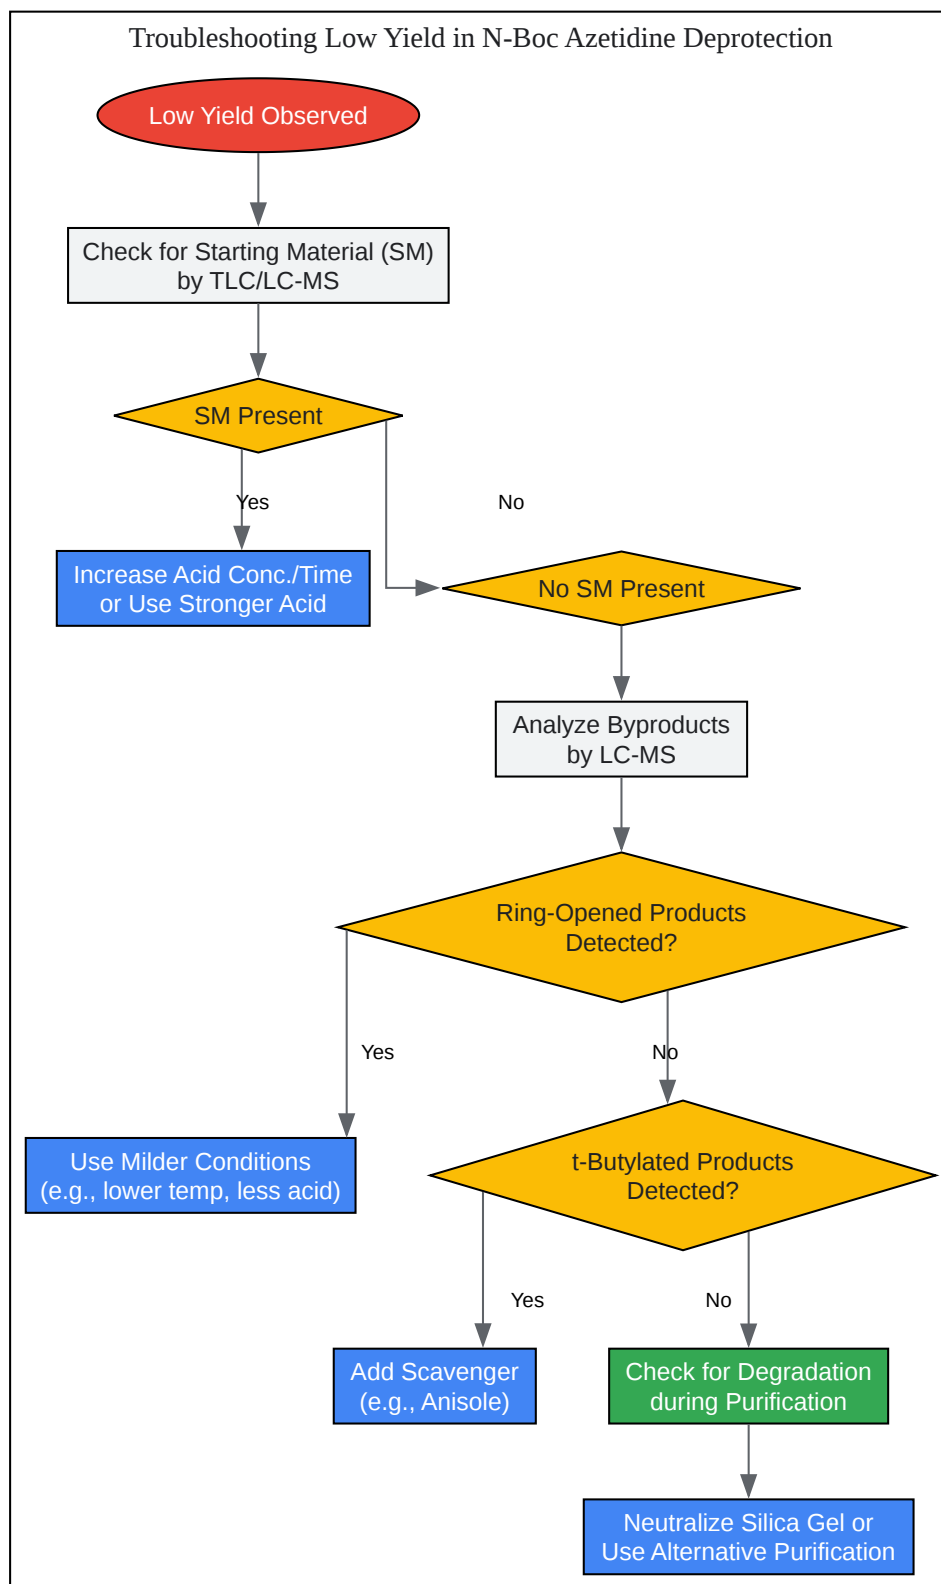 Troubleshooting Low Yield in N-Boc Azetidine Deprotection
Low Yield Observed
Check for Starting Material (SM)
by TLC/LC-MS
SM Present
Yes
No
Increase Acid Conc./Time
or Use Stronger Acid
No SM Present
Analyze Byproducts
by LC-MS
Ring-Opened Products
Detected?
Yes
No
Use Milder Conditions
(e.g., lower temp, less acid)
t-Butylated Products
Detected?
Yes
No
Add Scavenger
(e.g., Anisole)
Check for Degradation
during Purification
Neutralize Silica Gel or
Use Alternative Purification